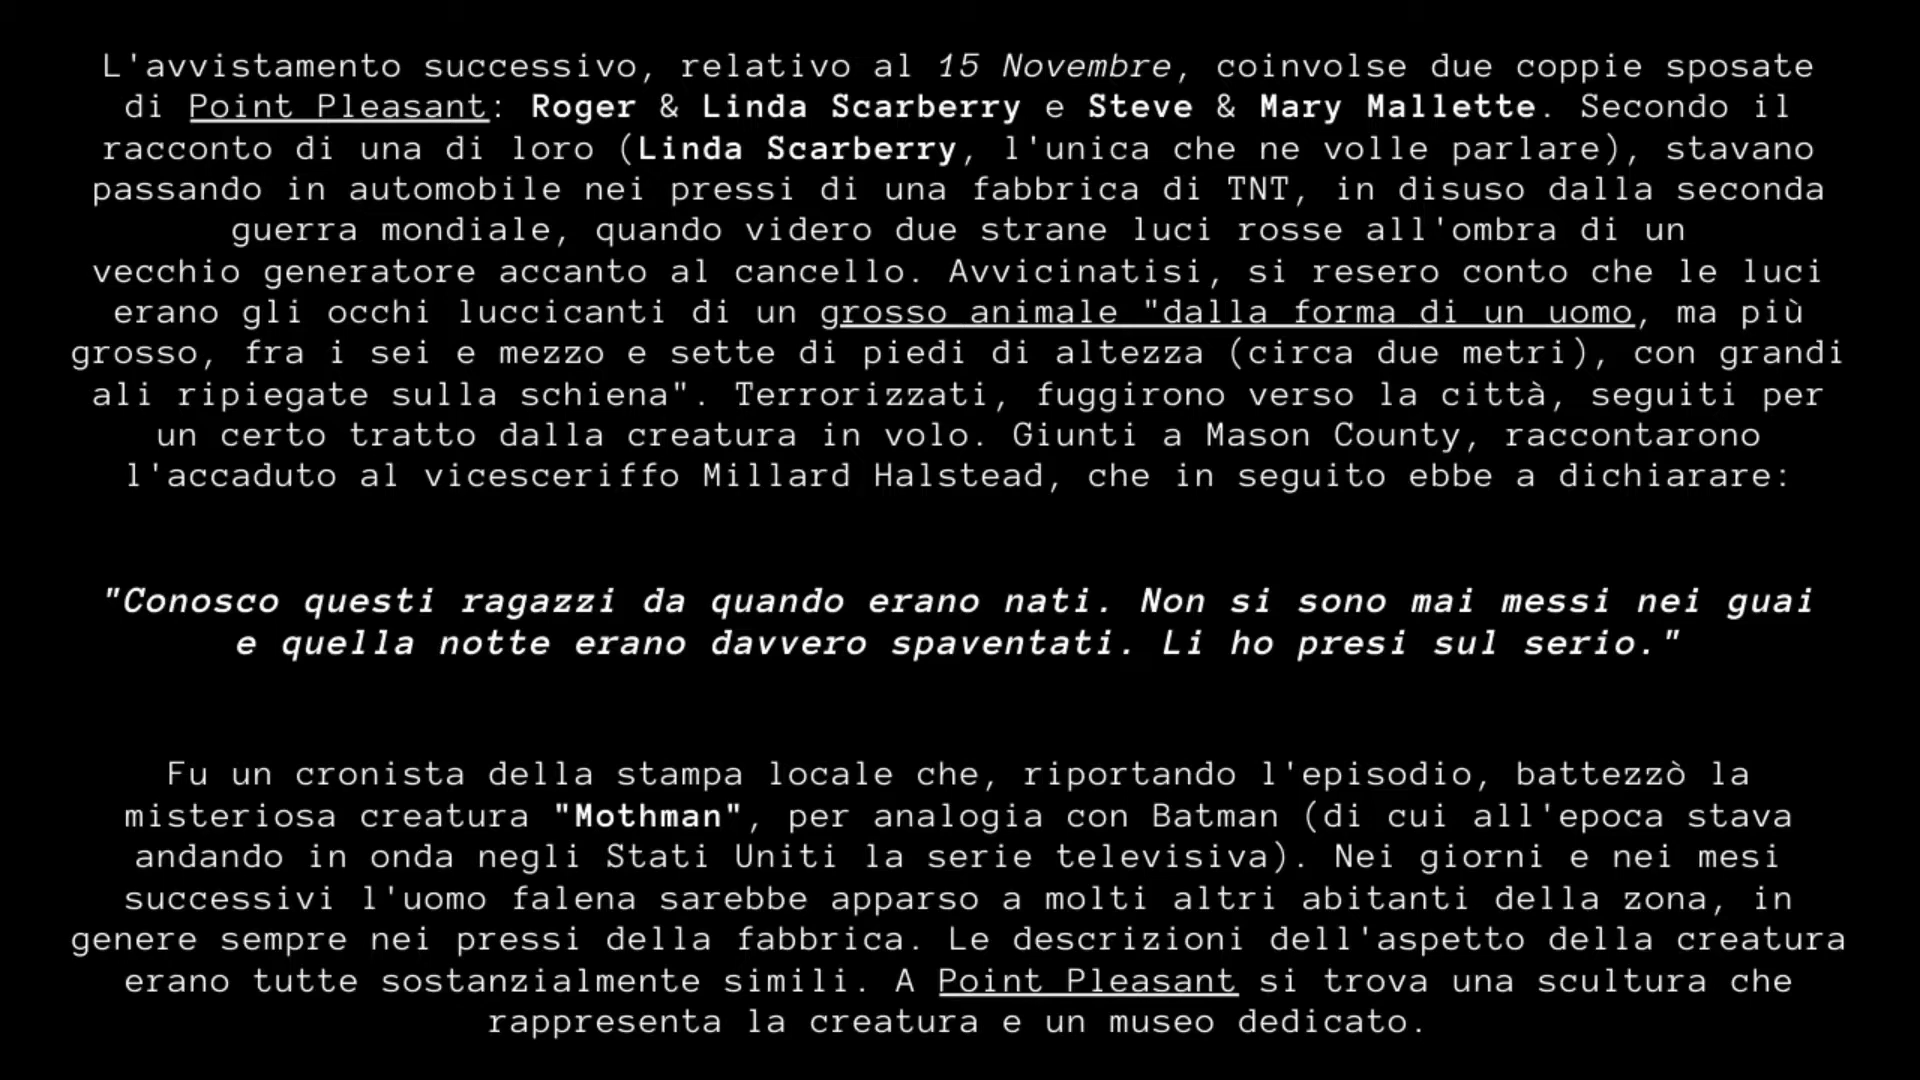 L'avvistamento successivo, relativo al 15 Novembre, coinvolse due coppie sposate
di Point Pleasant: Roger & Linda Scarberry e Steve & Mary Mallette. Secondo il
racconto di una di loro (Linda Scarberry, l'unica che ne volle parlare), stavano
passando in automobile nei pressi di una fabbrica di TNT, in disuso dalla seconda
guerra mondiale, quando videro due strane luci rosse all'ombra di un
vecchio generatore accanto al cancello. Avvicinatisi, si resero conto che le luci
erano gli occhi luccicanti di un grosso animale "dalla forma di un uomo, ma più
grosso, fra i sei e mezzo e sette di piedi di altezza (circa due metri), con grandi
ali ripiegate sulla schiena". Terrorizzati, fuggirono verso la città, seguiti per
un certo tratto dalla creatura in volo. Giunti a Mason County, raccontarono
l'accaduto al vicesceriffo Millard Halstead, che in seguito ebbe a dichiarare:
"Conosco questi ragazzi da quando erano nati. Non si sono mai messi nei guai
e quella notte erano davvero spaventati. Li ho presi sul serio."
Fu un cronista della stampa locale che, riportando l'episodio, battezzò la
misteriosa creatura "Mothman", per analogia con Batman (di cui all'epoca stava
andando in onda negli Stati Uniti la serie televisiva). Nei giorni e nei mesi
successivi l'uomo falena sarebbe apparso a molti altri abitanti della zona, in
genere sempre nei pressi della fabbrica. Le descrizioni dell'aspetto della creatura
erano tutte sostanzialmente simili. A Point Pleasant si trova una scultura che
rappresenta la creatura e un museo dedicato.